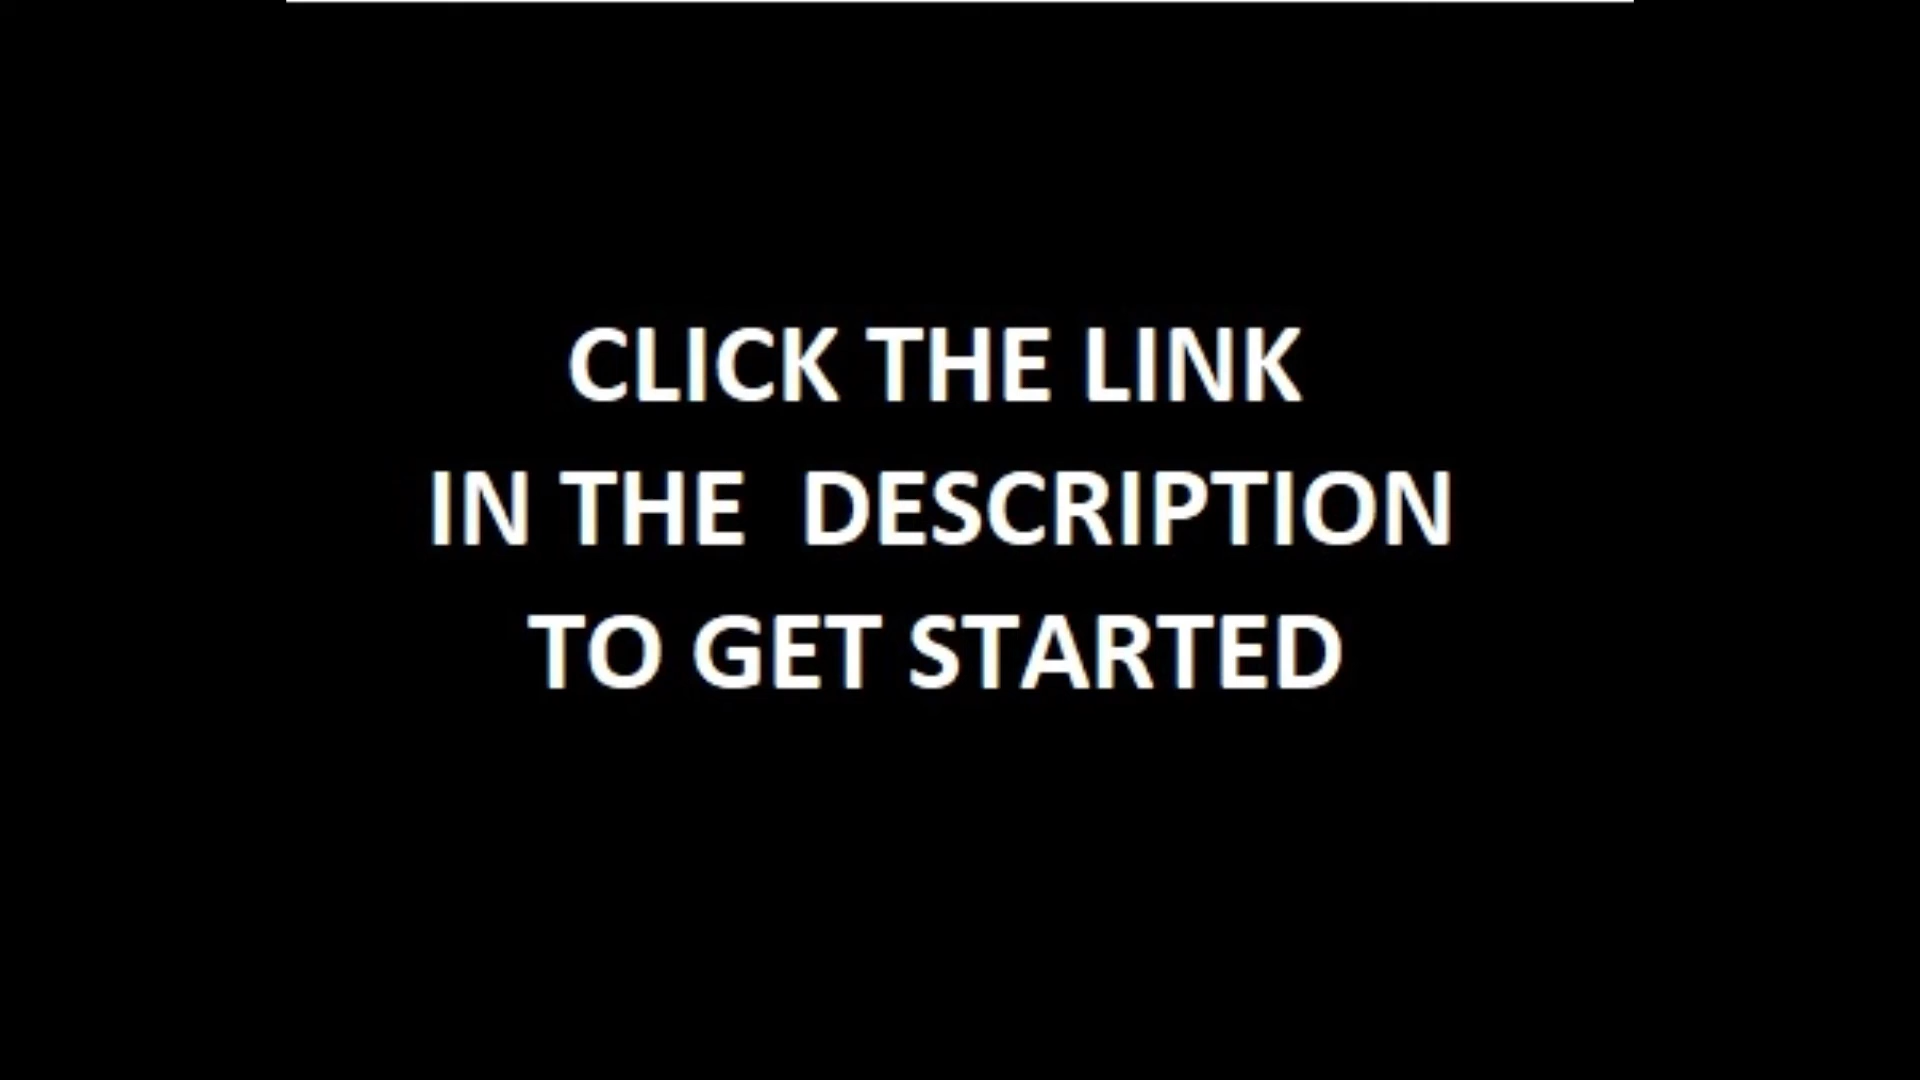 CLICK THE LINK
IN THE  DESCRIPTION
TO GET STARTED